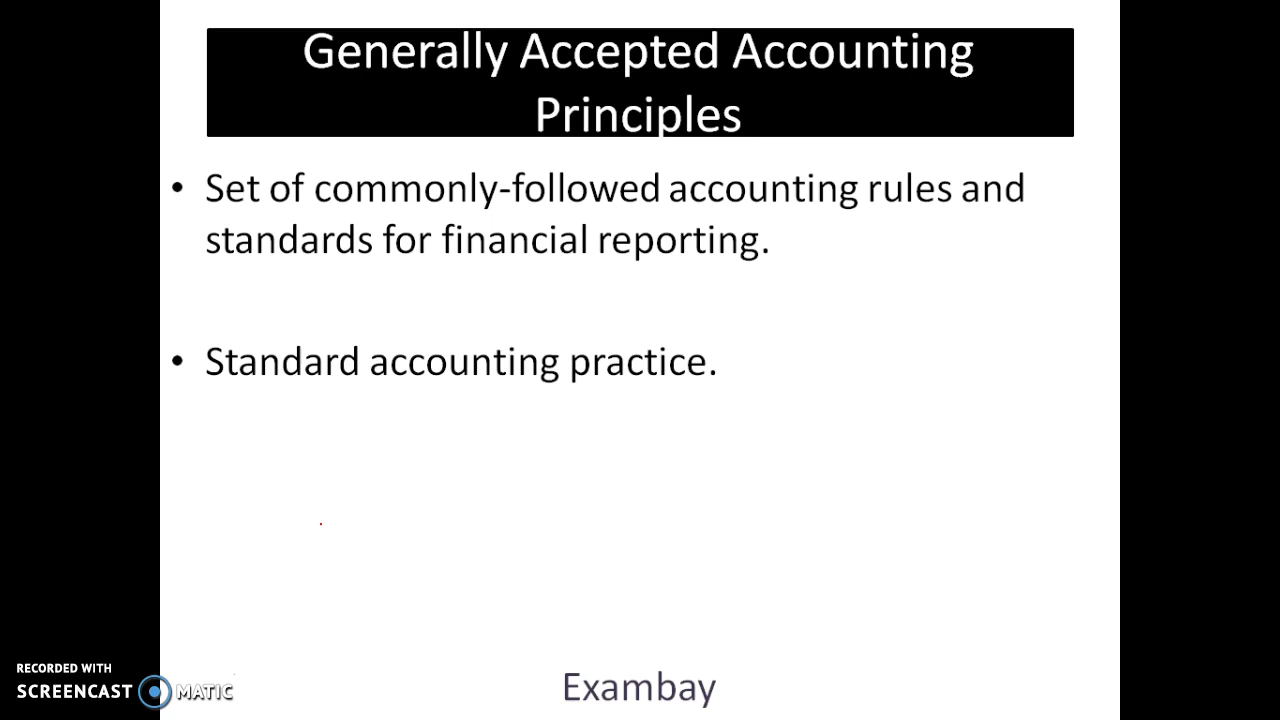 Generally Accepted Accounting
Principles
• Set of commonly-followed accounting rules and
standards for financial reporting.
• Standard accounting practice.
RECORDED WITH
SCREENCAST MATIC
Exambay